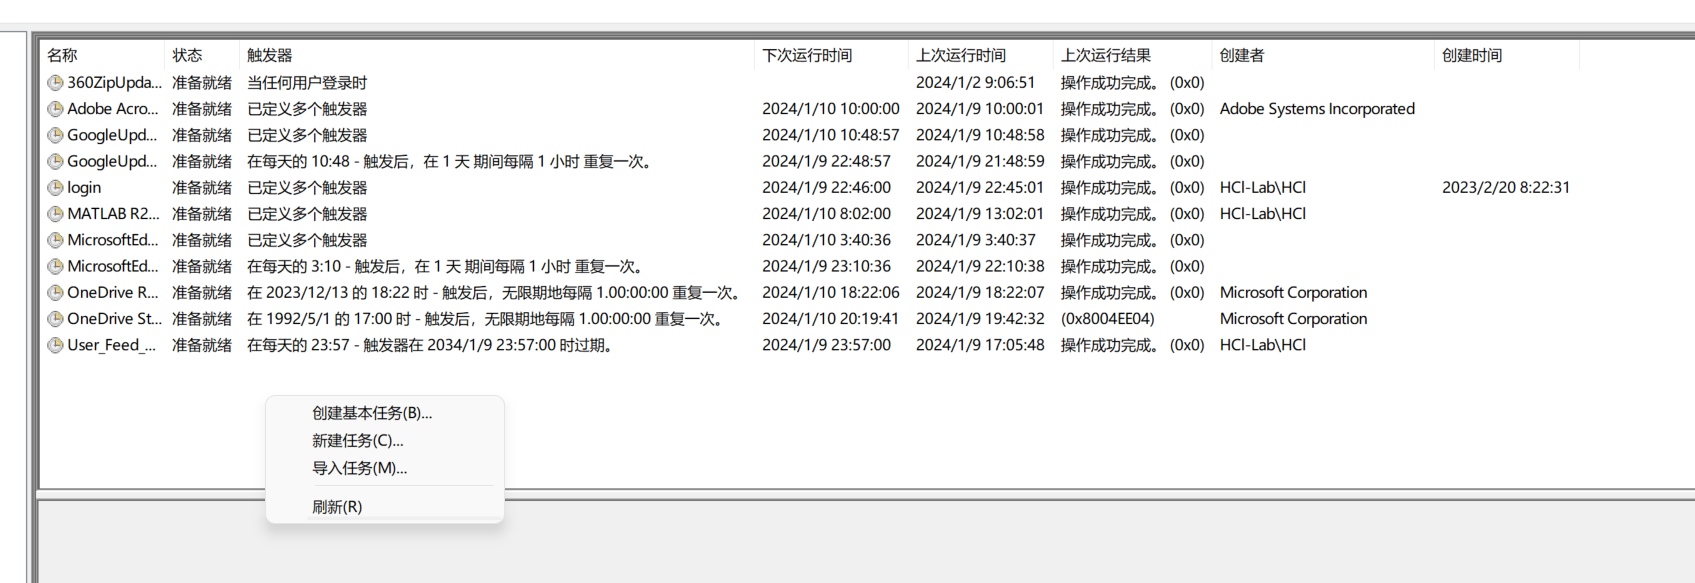 名称 状态 触发器 下次运行时间 上次运行时间 上次运行结果 创建者 创建时间
360ZipUpda... 准备就绪 当任何用户登录时 2024/1/2 9:06:51 操作成功完成。 (0x0)
Adobe Acro... 准备就绪 已定义多个触发器 2024/1/10 10:00:00 2024/1/9 10:00:01 操作成功完成。 (0x0) Adobe Systems Incorporated
GoogleUpd... 准备就绪 已定义多个触发器 2024/1/10 10:48:57 2024/1/9 10:48:58 操作成功完成。 (0x0)
GoogleUpd... 准备就绪 在每天的 10:48 - 触发后，在 1 天 期间每隔 1 小时 重复一次。 2024/1/9 22:48:57 2024/1/9 21:48:59 操作成功完成。 (0x0)
login 准备就绪 已定义多个触发器 2024/1/9 22:46:00 2024/1/9 22:45:01 操作成功完成。 (0x0) HCI-Lab\HCI 2023/2/20 8:22:31
MATLAB R2... 准备就绪 已定义多个触发器 2024/1/10 8:02:00 2024/1/9 13:02:01 操作成功完成。 (0x0) HCI-Lab\HCI
MicrosoftEd... 准备就绪 已定义多个触发器 2024/1/10 3:40:36 2024/1/9 3:40:37 操作成功完成。 (0x0)
MicrosoftEd... 准备就绪 在每天的 3:10 - 触发后，在 1 天 期间每隔 1 小时 重复一次。 2024/1/9 23:10:36 2024/1/9 22:10:38 操作成功完成。 (0x0)
OneDrive R... 准备就绪 在 2023/12/13 的 18:22 时 - 触发后，无限期地每隔 1.00:00:00 重复一次。 2024/1/10 18:22:06 2024/1/9 18:22:07 操作成功完成。 (0x0) Microsoft Corporation
OneDrive St... 准备就绪 在 1992/5/1 的 17:00 时 - 触发后，无限期地每隔 1.00:00:00 重复一次。 2024/1/10 20:19:41 2024/1/9 19:42:32 (0x8004EE04) Microsoft Corporation
User_Feed_... 准备就绪 在每天的 23:57 - 触发器在 2034/1/9 23:57:00 时过期。 2024/1/9 23:57:00 2024/1/9 17:05:48 操作成功完成。 (0x0) HCI-Lab\HCI
创建基本任务(B)...
新建任务(C)...
导入任务(M)...
刷新(R)